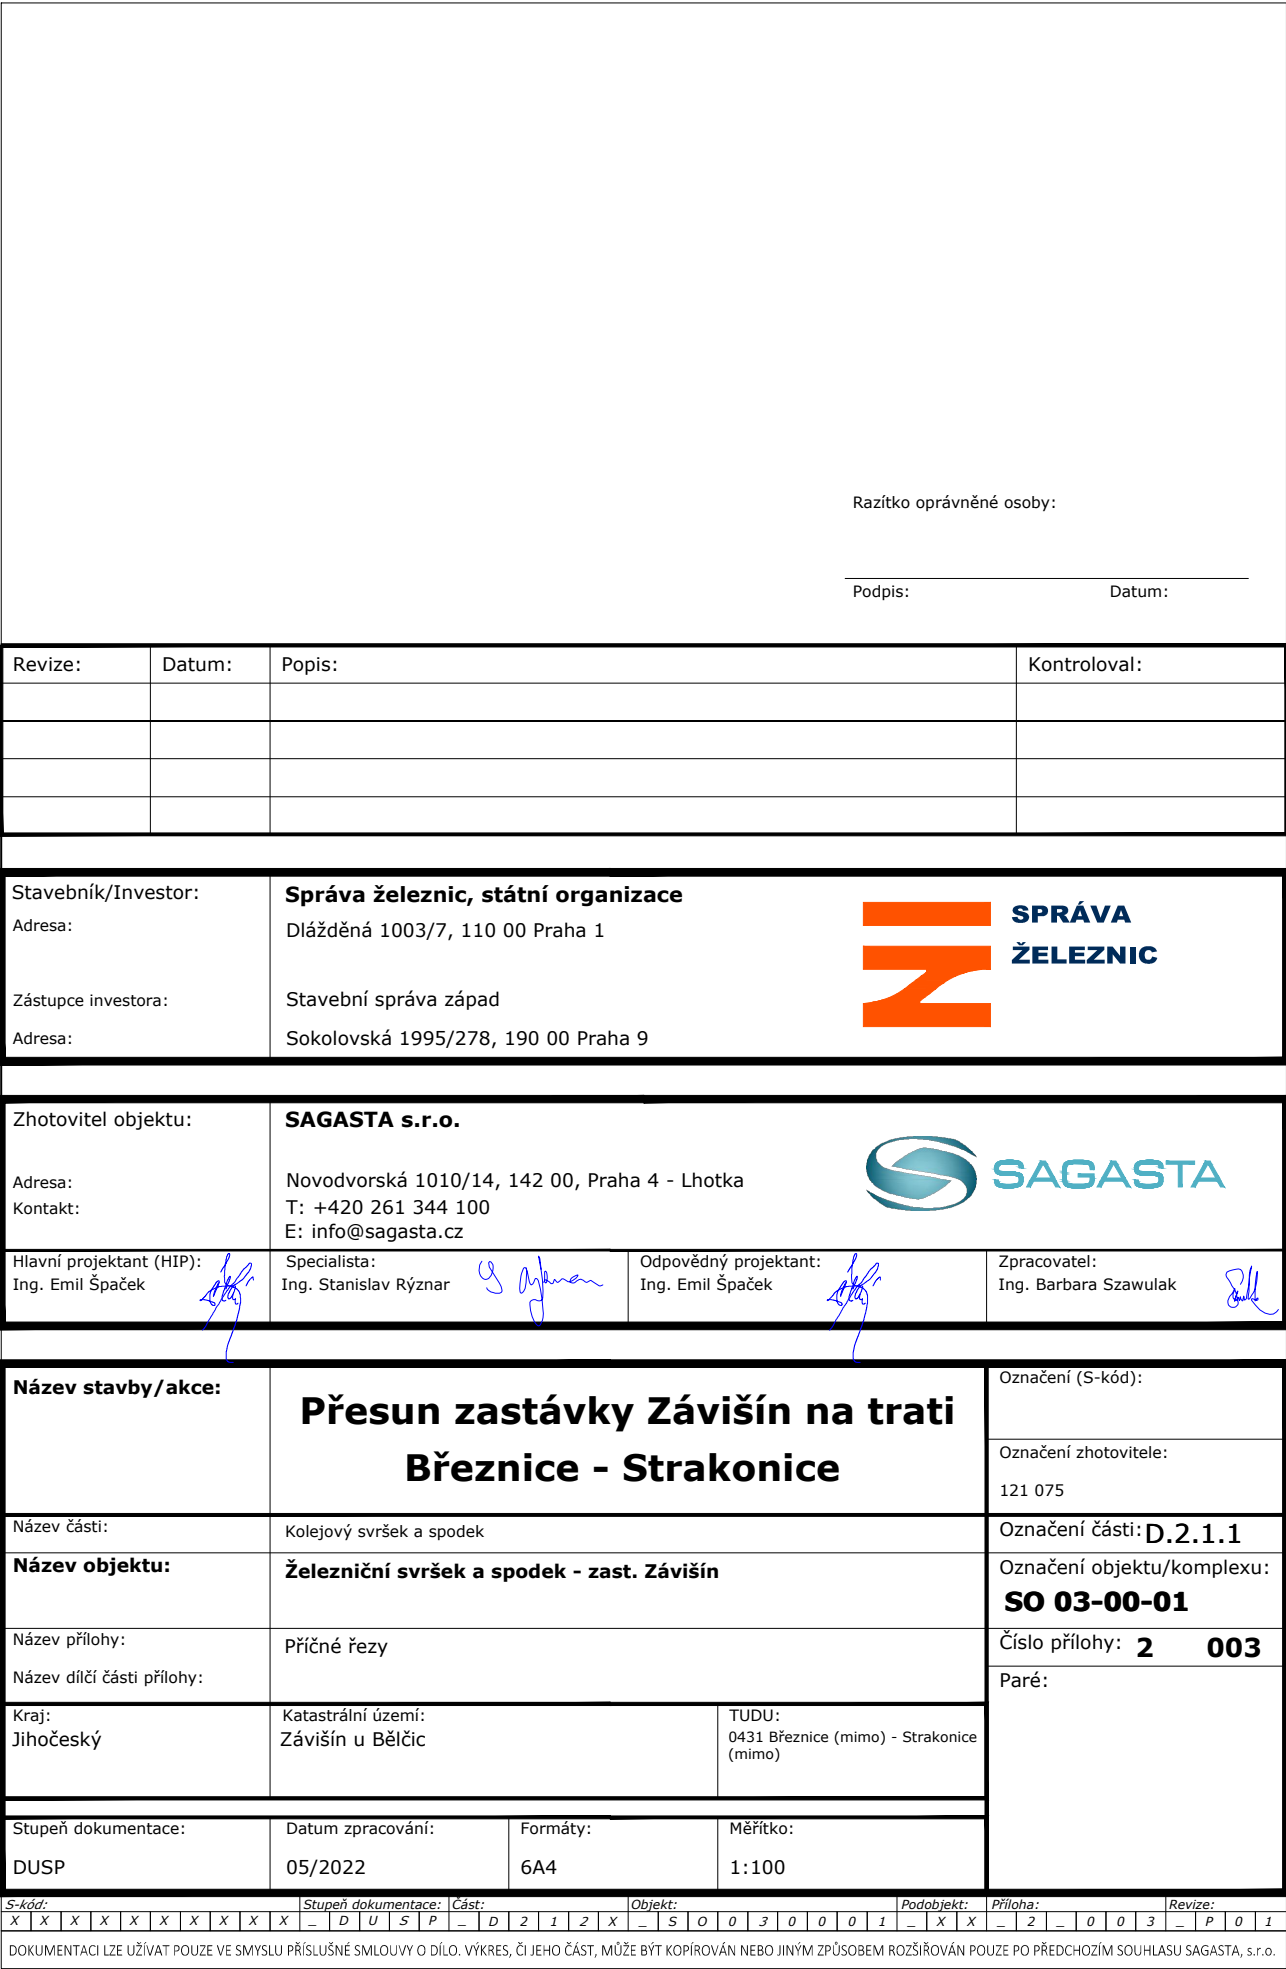 Razítko oprávněné osoby:
Podpis: Datum:
Revize: Datum: Popis: Kontroloval:
Stavebník/Investor: Správa železnic, státní organizace
Adresa: Dlážděná 1003/7, 110 00 Praha 1
SPRÁVA
ŽELEZNIC
Zástupce investora: Stavební správa západ
Adresa: Sokolovská 1995/278, 190 00 Praha 9
Zhotovitel objektu: SAGASTA s.r.o.
Adresa: Novodvorská 1010/14, 142 00, Praha 4 - Lhotka
SAGASTA
Kontakt: T: +420 261 344 100
E: info@sagasta.cz
Hlavní projektant (HIP): Specialista: Odpovědný projektant: Zpracovatel:
Ing. Emil Špaček Ing. Stanislav Rýznar Ing. Emil Špaček Ing. Barbara Szawulak
Název stavby/akce: Přesun zastávky Závišín na trati
Březnice - Strakonice
Označení (S-kód):
Označení zhotovitele:
121 075
Název části: Kolejový svršek a spodek Označení části: D.2.1.1
Název objektu: Železniční svršek a spodek - zast. Závišín Označení objektu/komplexu:
SO 03-00-01
Název přílohy: Příčné řezy Číslo přílohy: 2 003
Název dílčí části přílohy: Paré:
Kraj: Katastrální území: TUDU:
Jihočeský Závišín u Bělčic 0431 Březnice (mimo) - Strakonice
(mimo)
Stupeň dokumentace: Datum zpracování: Formáty: Měřítko:
DUSP 05/2022 6A4 1:100
S-kód: Stupeň dokumentace: Část: Objekt: Podobjekt: Příloha: Revize:
X X X X X X X X X X _ D U S P _ D 2 1 2 X _ S O 0 3 0 0 0 1 _ X X _ 2 _ 0 0 3 _ P 0 1
DOKUMENTACI LZE UŽÍVAT POUZE VE SMYSLU PŘÍSLUŠNÉ SMLOUVY O DÍLO. VÝKRES, ČI JEHO ČÁST, MŮŽE BÝT KOPÍROVÁN NEBO JINÝM ZPŮSOBEM ROZŠIŘOVÁN POUZE PO PŘEDCHOZÍM SOUHLASU SAGASTA, s.r.o.